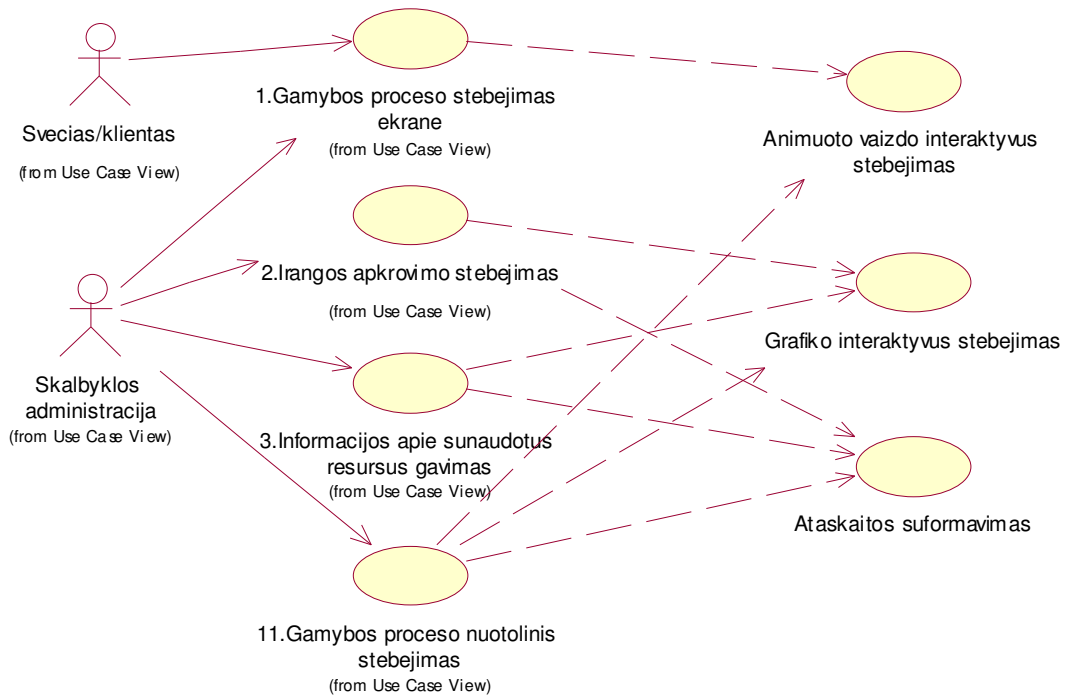 Svecias/klientas
(from Use Case View)
1.Gamybos proceso stebejimas
ekrane
(from Use Case View)
Animuoto vaizdo interaktyvus
stebejimas
2.Irangos apkrovimo stebejimas
(from Use Case View)
Grafiko interaktyvus stebejimas
Skalbyklos
administracija
(from Use Case View)
3.Informacijos apie sunaudotus
resursus gavimas
(from Use Case View)
Ataskaitos suformavimas
11.Gamybos proceso nuotolinis
stebejimas
(from Use Case View)